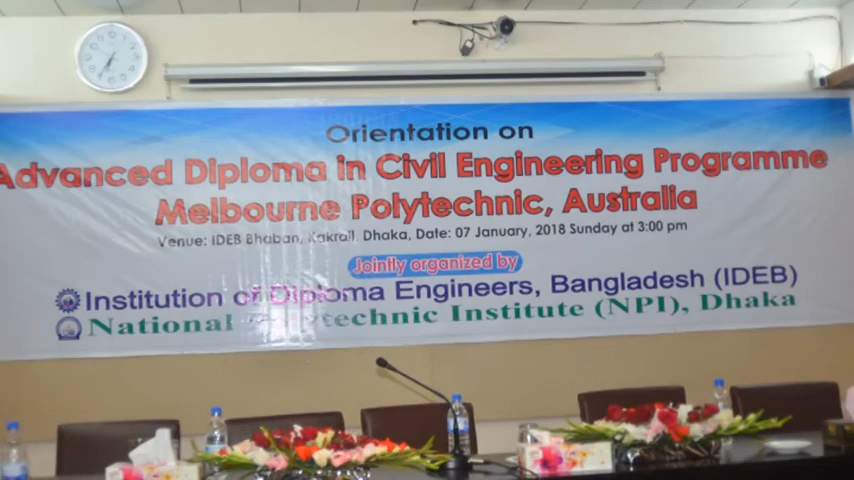 Orientation on
Advanced Diploma in Civil Engineering Programme
Melbourne Polytechnic, Australia
Venue: IDEB Bhaban, Kakrail, Dhaka, Date: 07 January, 2018 Sunday at 3:00 pm
Jointly organized by
Institution of Diploma Engineers, Bangladesh (IDEB)
National Polytechnic Institute (NPI), Dhaka